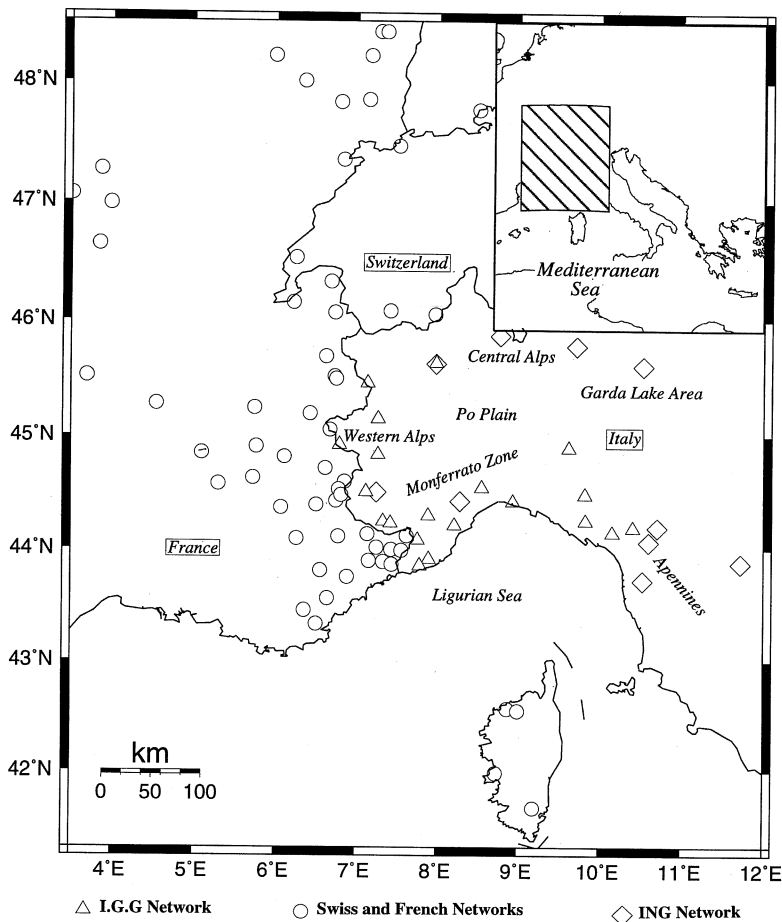 48°N
47°N
46°N
45°N
44°N
43°N
42°N
Switzerland
Mediterranean
Sea
Central Alps
Garda Lake Area
Po Plain
Western Alps
Italy
Monferrato Zone
France
Apennines
Ligurian Sea
km
0 50 100
4°E 5°E 6°E 7°E 8°E 9°E 10°E 11°E 12°E
I.G.G Network
Swiss and French Networks
ING Network